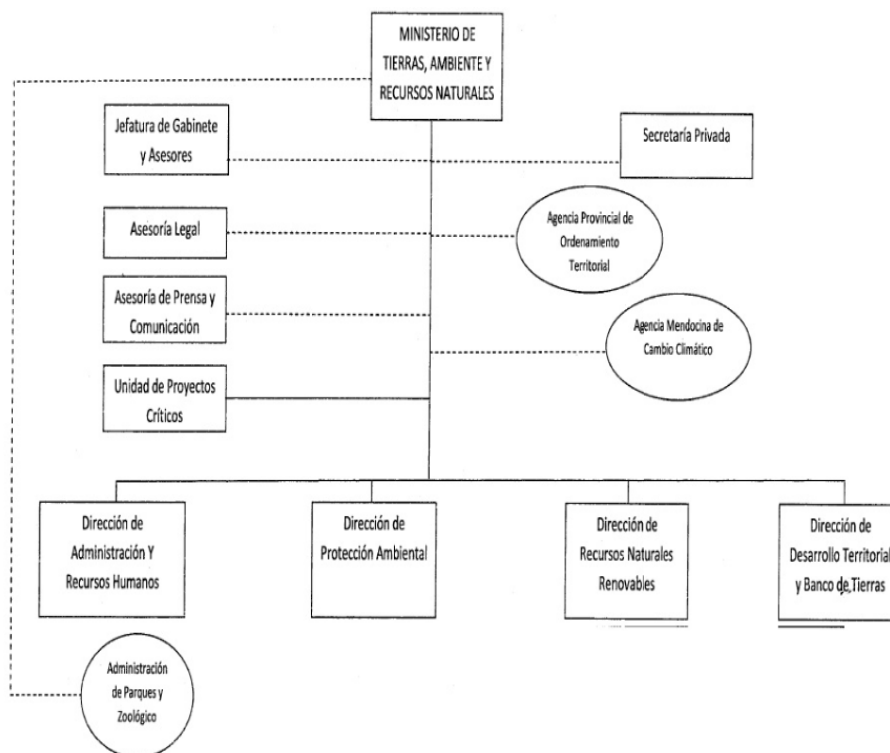 MINISTERIO DE
TIERRAS, AMBIENTE Y
RECURSOS NATURALES
Jefatura de Gabinete
y Asesores
Secretaría Privada
Asesoría Legal
Agencia Provincial de
Ordenamiento
Territorial
Asesoría de Prensa y
Comunicación
Agencia Mendocina de
Cambio Climático
Unidad de Proyectos
Críticos
Dirección de
Administración Y
Recursos Humanos
Dirección de
Protección Ambiental
Dirección de
Recursos Naturales
Renovables
Dirección de
Desarrollo Territorial
y Banco de Tierras
Administración
de Parques y
Zoológico